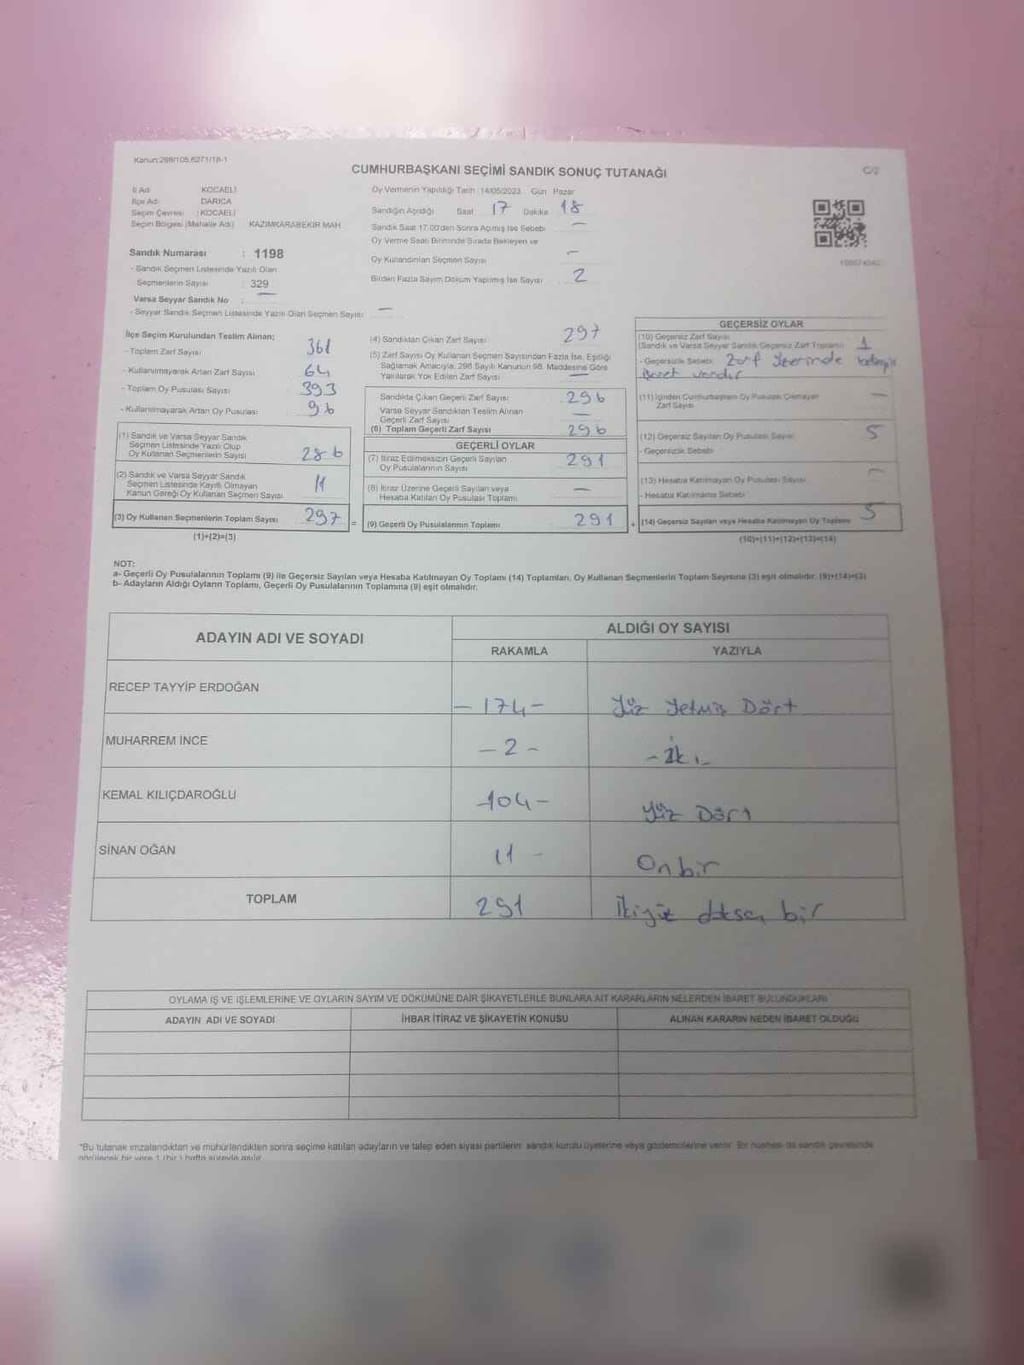 Kanun:298/105,6271/18-1
CUMHURBAŞKANI SEÇİMİ SANDIK SONUÇ TUTANAĞI
C/2
İl Adı KOCAELİ
İlçe Adı DARICA
Seçim Çevresi KOCAELİ
Seçim Bölgesi (Mahalle Adı) KAZIMKARABEKIR MAH
Sandık Numarası : 1198
- Sandık Seçmen Listesinde Yazılı Olan
Seçmenlerin Sayısı : 329
Varsa Seyyar Sandık No : —
- Seyyar Sandık Seçmen Listesinde Yazılı Olan Seçmen Sayısı —
Oy Vermenin Yapıldığı Tarih 14/05/2023 Gün Pazar
Sandığın Açıldığı Saat 17 Dakika 18
Sandık Saat 17.00'den Sonra Açılmış İse Sebebi —
Oy Verme Saati Bitiminde Sırada Bekleyen ve
Oy Kullandırılan Seçmen Sayısı —
Birden Fazla Sayım Döküm Yapılmış İse Sayısı 2
İlçe Seçim Kurulundan Teslim Alınan;
- Toplam Zarf Sayısı 361
- Kullanılmayarak Artan Zarf Sayısı 64
- Toplam Oy Pusulası Sayısı 393
- Kullanılmayarak Artan Oy Pusulası 96
(1) Sandık ve Varsa Seyyar Sandık
Seçmen Listesinde Yazılı Olup
Oy Kullanan Seçmenlerin Sayısı 286
(2) Sandık ve Varsa Seyyar Sandık
Seçmen Listesinde Kayıtlı Olmayan
Kanun Gereği Oy Kullanan Seçmen Sayısı 11
(3) Oy Kullanan Seçmenlerin Toplam Sayısı 297
(1)+(2)=(3)
(4) Sandıktan Çıkan Zarf Sayısı 297
(5) Zarf Sayısı Oy Kullanan Seçmen Sayısından Fazla İse, Eşitliği
Sağlamak Amacıyla, 298 Sayılı Kanunun 98. Maddesine Göre
Yakılarak Yok Edilen Zarf Sayısı —
Sandıkta Çıkan Geçerli Zarf Sayısı 296
Varsa Seyyar Sandıktan Teslim Alınan
Geçerli Zarf Sayısı —
(6) Toplam Geçerli Zarf Sayısı 296
GEÇERLİ OYLAR
(7) İtiraz Edilmeksizin Geçerli Sayılan
Oy Pusulalarının Sayısı 291
(8) İtiraz Üzerine Geçerli Sayılan veya
Hesaba Katılan Oy Pusulası Toplamı —
= (9) Geçerli Oy Pusulalarının Toplamı 291
GEÇERSİZ OYLAR
(10) Geçersiz Zarf Sayısı
(Sandık ve Varsa Seyyar Sandık Geçersiz Zarf Toplamı) 1
- Geçersizlik Sebebi Zarf üzerinde
işaret vardır
(11) İçinden Cumhurbaşkanı Oy Pusulası Çıkmayan
Zarf Sayısı —
(12) Geçersiz Sayılan Oy Pusulası Sayısı 5
- Geçersizlik Sebebi
(13) Hesaba Katılmayan Oy Pusulası Sayısı —
- Hesaba Katılmama Sebebi
+ (14) Geçersiz Sayılan veya Hesaba Katılmayan Oy Toplamı 5
(10)+(11)+(12)+(13)=(14)
NOT:
a- Geçerli Oy Pusulalarının Toplamı (9) ile Geçersiz Sayılan veya Hesaba Katılmayan Oy Toplamı (14) Toplamları, Oy Kullanan Seçmenlerin Toplam Sayısına (3) eşit olmalıdır. (9)+(14)=(3)
b- Adayların Aldığı Oyların Toplamı, Geçerli Oy Pusulalarının Toplamına (9) eşit olmalıdır.
ADAYIN ADI VE SOYADI ALDIĞI OY SAYISI
RAKAMLA YAZIYLA
RECEP TAYYİP ERDOĞAN – 174 – Yüz Yetmiş Dört
MUHARREM İNCE – 2 – – İki –
KEMAL KILIÇDAROĞLU – 104 – Yüz Dört
SİNAN OĞAN 11 – Onbir
TOPLAM 291 İkiyüz doksan bir
OYLAMA İŞ VE İŞLEMLERİNE VE OYLARIN SAYIM VE DÖKÜMÜNE DAİR ŞİKAYETLERLE BUNLARA AİT KARARLARIN NELERDEN İBARET BULUNDUKLARI
ADAYIN ADI VE SOYADI İHBAR İTİRAZ VE ŞİKAYETİN KONUSU ALINAN KARARIN NEDEN İBARET OLDUĞU
*Bu tutanak imzalandıktan ve mühürlendikten sonra seçime katılan adayların ve talep eden siyasi partilerin sandık kurulu üyelerine veya gözlemcilerine verilir. Bir nüshası da sandık çevresinde
görülecek bir yere 1 (bir) hafta süreyle asılır.